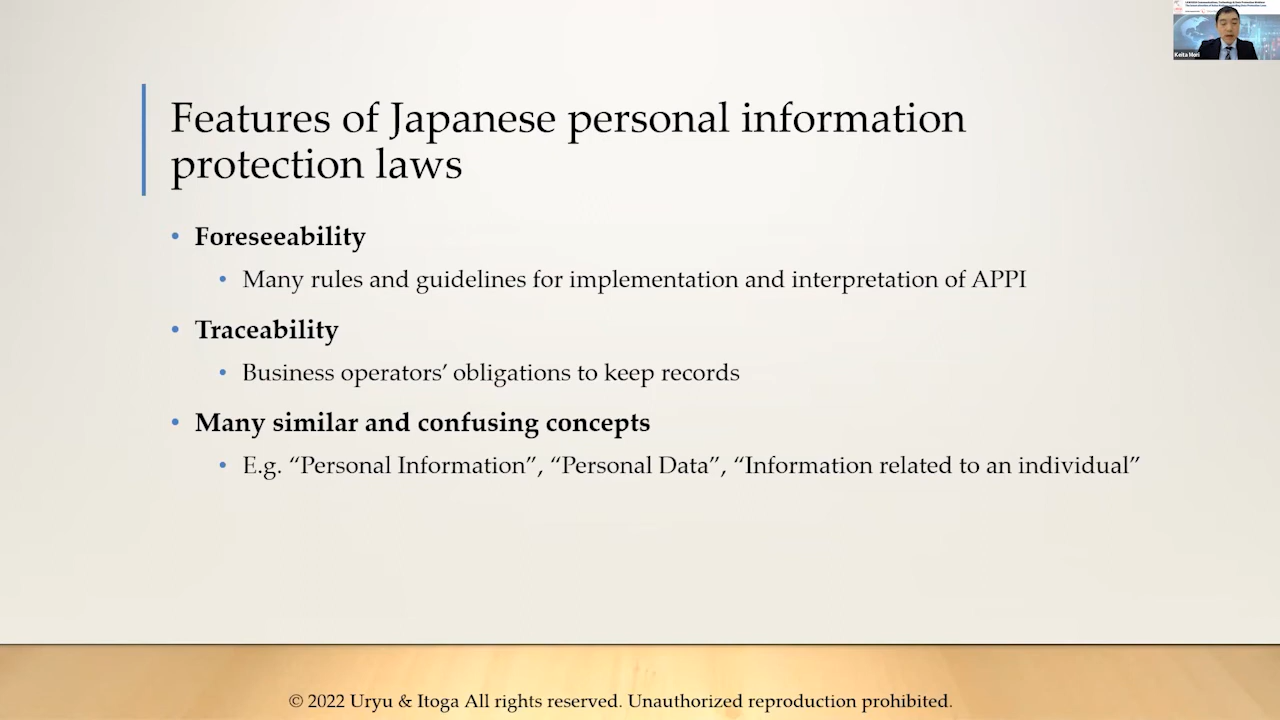 Features of Japanese personal information
protection laws
• Foreseeability
• Many rules and guidelines for implementation and interpretation of APPI
• Traceability
• Business operators’ obligations to keep records
• Many similar and confusing concepts
• E.g. “Personal Information”, “Personal Data”, “Information related to an individual”
© 2022 Uryu & Itoga All rights reserved. Unauthorized reproduction prohibited.
Keita Mori